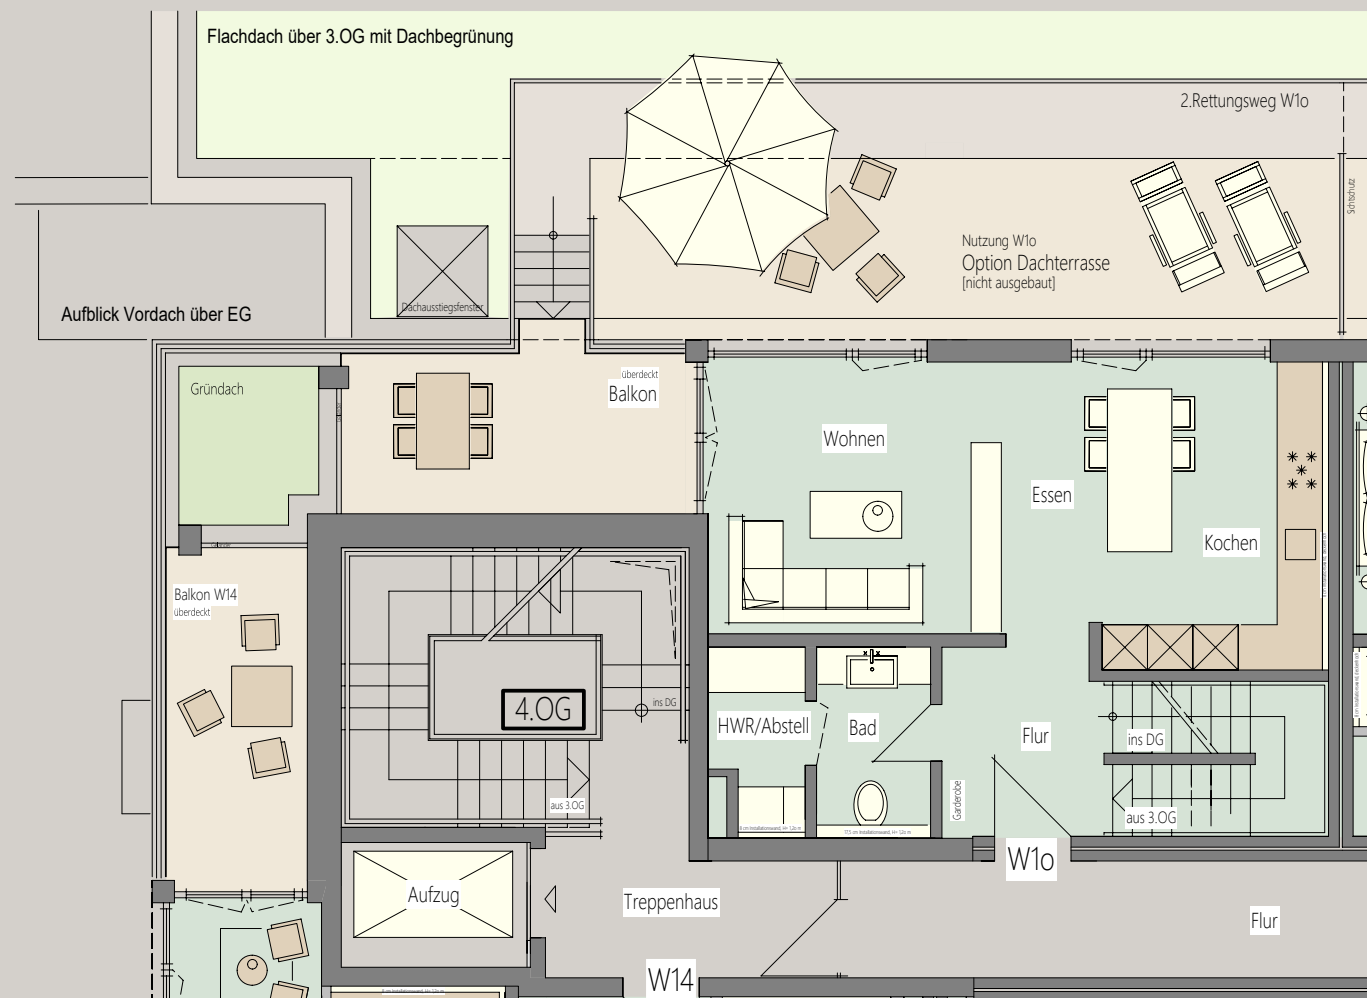 Flachdach über 3.OG mit Dachbegrünung
2.Rettungsweg W1o
Sichtschutz
Nutzung W1o
Option Dachterrasse
[nicht ausgebaut]
Dachausstiegsfenster
Aufblick Vordach über EG
Gründach
überdeckt
Balkon
Wohnen
Essen
Kochen
Balkon W14
überdeckt
4.OG
ins DG
aus 3.OG
HWR/Abstell
Bad
Flur
Garderobe
ins DG
aus 3.OG
W1o
Aufzug
Treppenhaus
Flur
W14